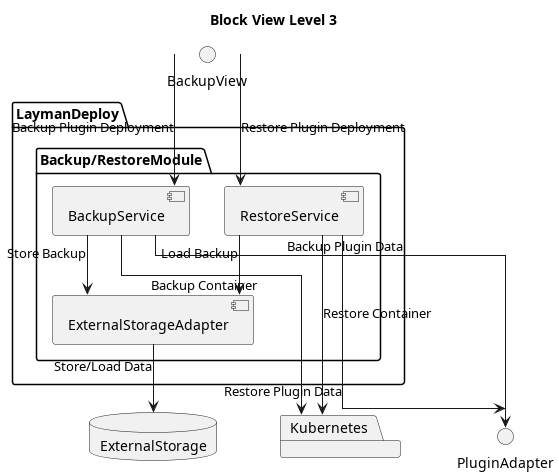 Block View Level 3
BackupView
LaymanDeploy
Backup Plugin Deployment
Restore Plugin Deployment
Backup/RestoreModule
BackupService
RestoreService
Store Backup
Load Backup
Backup Plugin Data
Backup Container
ExternalStorageAdapter
Restore Container
Store/Load Data
Restore Plugin Data
ExternalStorage
Kubernetes
PluginAdapter